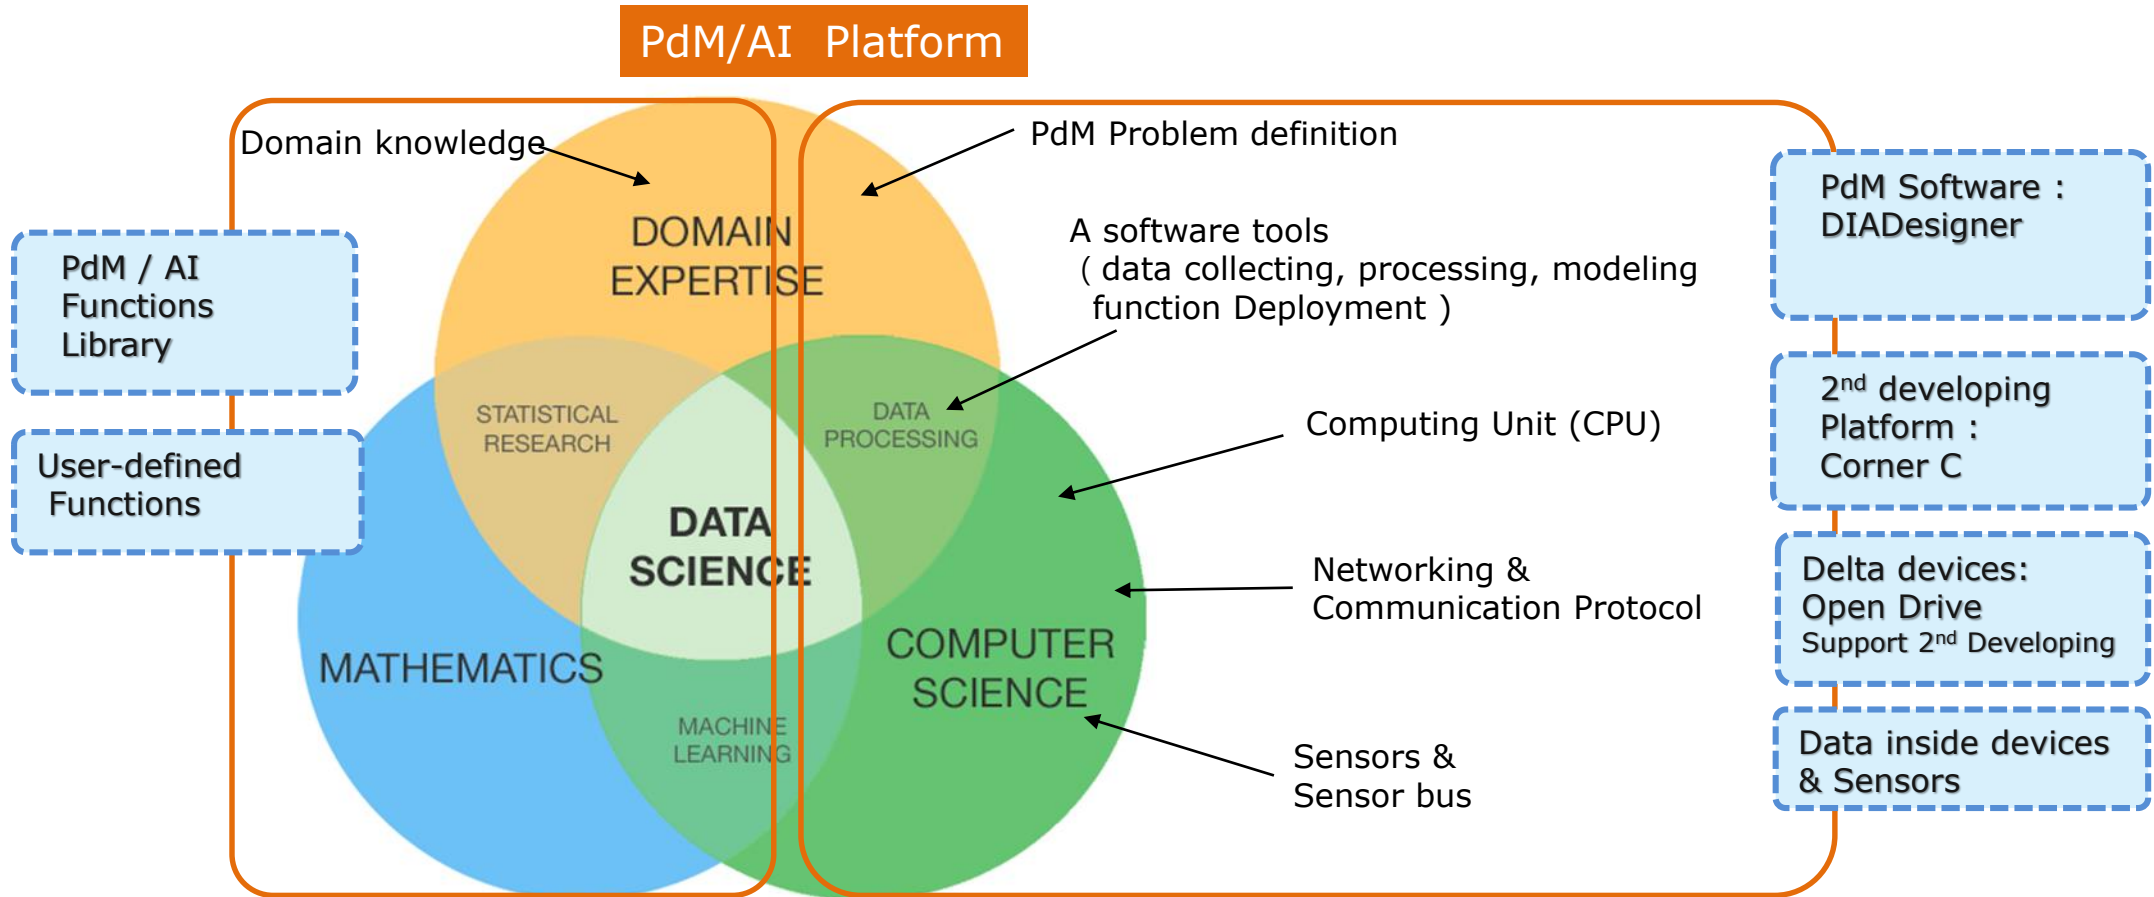 PdM/AI  Platform
Domain knowledge
PdM / AI
Functions
Library
User-defined
Functions
DOMAIN
EXPERTISE
STATISTICAL
RESEARCH
DATA
PROCESSING
DATA
SCIENCE
MATHEMATICS
COMPUTER
SCIENCE
MACHINE
LEARNING
PdM Problem definition
A software tools
( data collecting, processing, modeling
function Deployment )
Computing Unit (CPU)
Networking &
Communication Protocol
Sensors &
Sensor bus
PdM Software :
DIADesigner
2nd developing
Platform :
Corner C
Delta devices:
Open Drive
Support 2nd Developing
Data inside devices
& Sensors